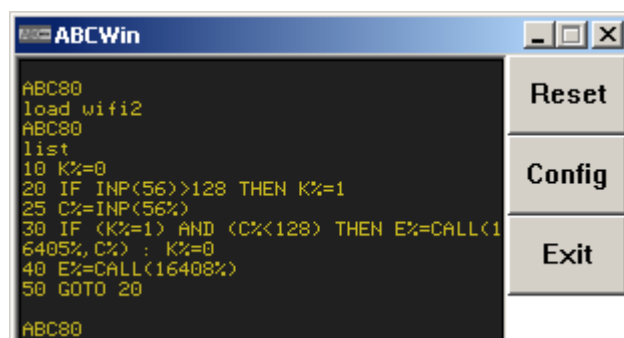 ABCWin
ABC80
load wifi2
ABC80
list
10 K%=0
20 IF INP(56)>128 THEN K%=1
25 C%=INP(56%)
30 IF (K%=1) AND (C%<128) THEN E%=CALL(1
6405%,C%) : K%=0
40 E%=CALL(16408%)
50 GOTO 20
ABC80
Reset
Config
Exit